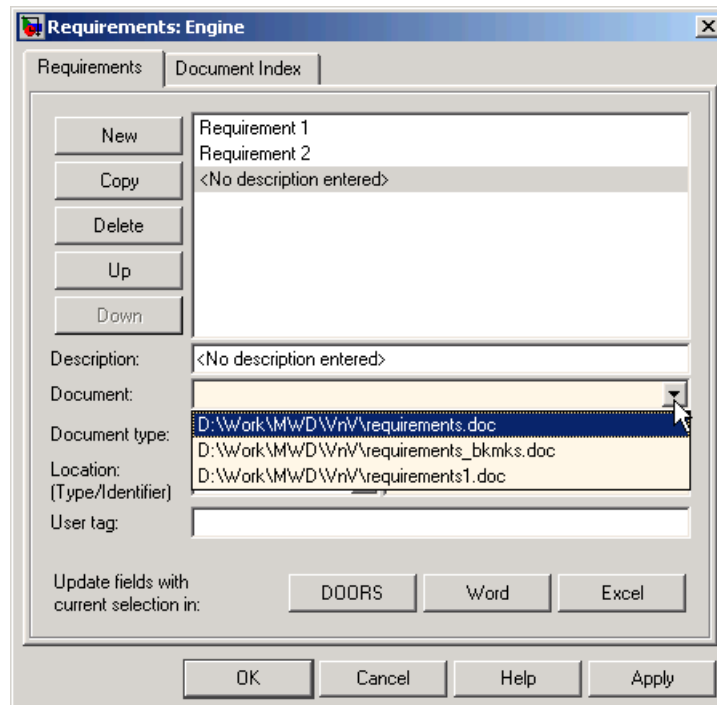 Requirements: Engine
Requirements
Document Index
New
Copy
Delete
Up
Down
Requirement 1
Requirement 2
<No description entered>
Description:
<No description entered>
Document:
D:\Work\MWD\VnV\requirements.doc
D:\Work\MWD\VnV\requirements_bkmks.doc
D:\Work\MWD\VnV\requirements1.doc
Document type:
Location:
(Type/Identifier)
User tag:
Update fields with
current selection in:
DOORS
Word
Excel
OK
Cancel
Help
Apply